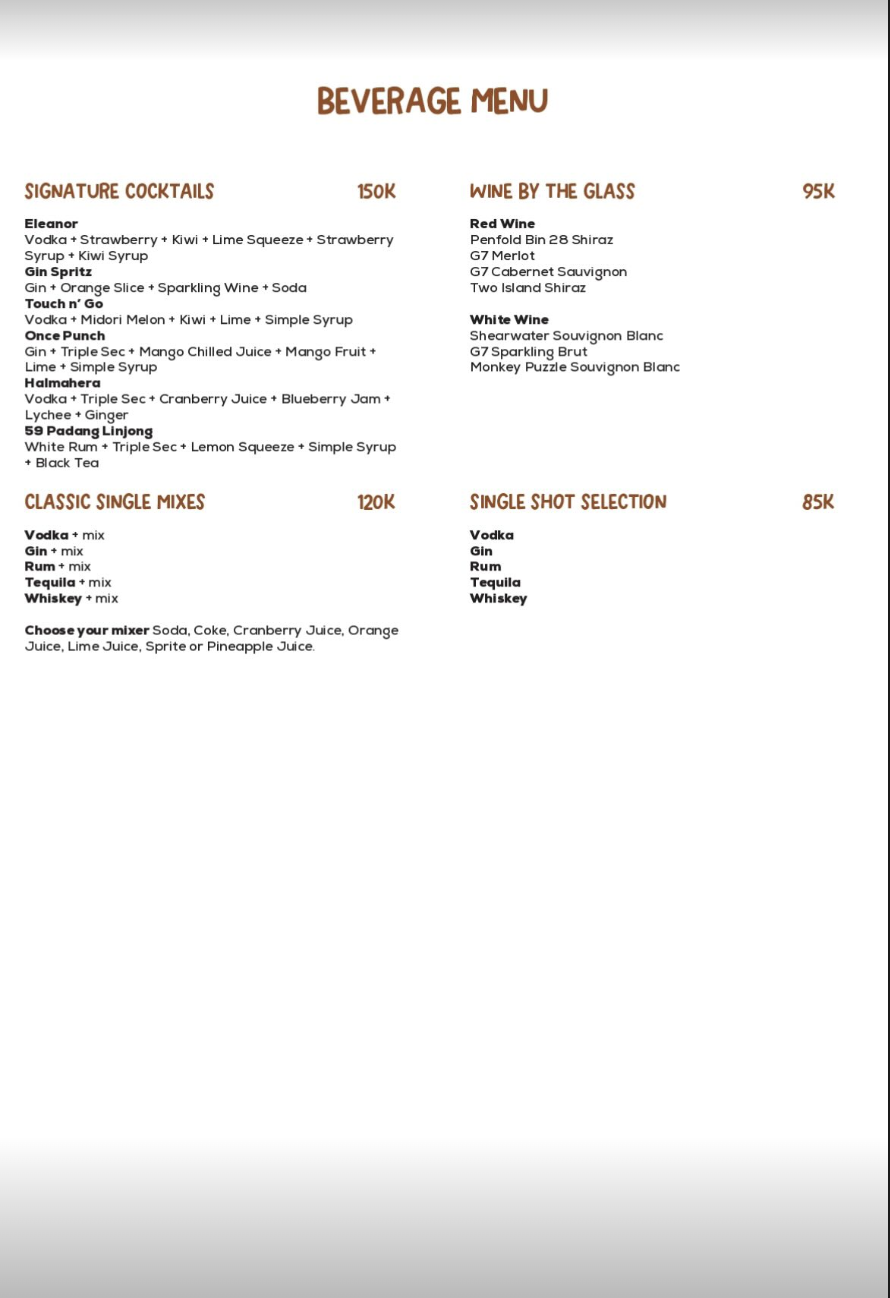 BEVERAGE MENU
SIGNATURE COCKTAILS 150K
Eleanor
Vodka + Strawberry + Kiwi + Lime Squeeze + Strawberry
Syrup + Kiwi Syrup
Gin Spritz
Gin + Orange Slice + Sparkling Wine + Soda
Touch n' Go
Vodka + Midori Melon + Kiwi + Lime + Simple Syrup
Once Punch
Gin + Triple Sec + Mango Chilled Juice + Mango Fruit +
Lime + Simple Syrup
Halmahera
Vodka + Triple Sec + Cranberry Juice + Blueberry Jam +
Lychee + Ginger
59 Padang Linjong
White Rum + Triple Sec + Lemon Squeeze + Simple Syrup
+ Black Tea
WINE BY THE GLASS 95K
Red Wine
Penfold Bin 28 Shiraz
G7 Merlot
G7 Cabernet Sauvignon
Two Island Shiraz
White Wine
Shearwater Souvignon Blanc
G7 Sparkling Brut
Monkey Puzzle Souvignon Blanc
CLASSIC SINGLE MIXES 120K
Vodka + mix
Gin + mix
Rum + mix
Tequila + mix
Whiskey + mix
Choose your mixer Soda, Coke, Cranberry Juice, Orange
Juice, Lime Juice, Sprite or Pineapple Juice.
SINGLE SHOT SELECTION 85K
Vodka
Gin
Rum
Tequila
Whiskey